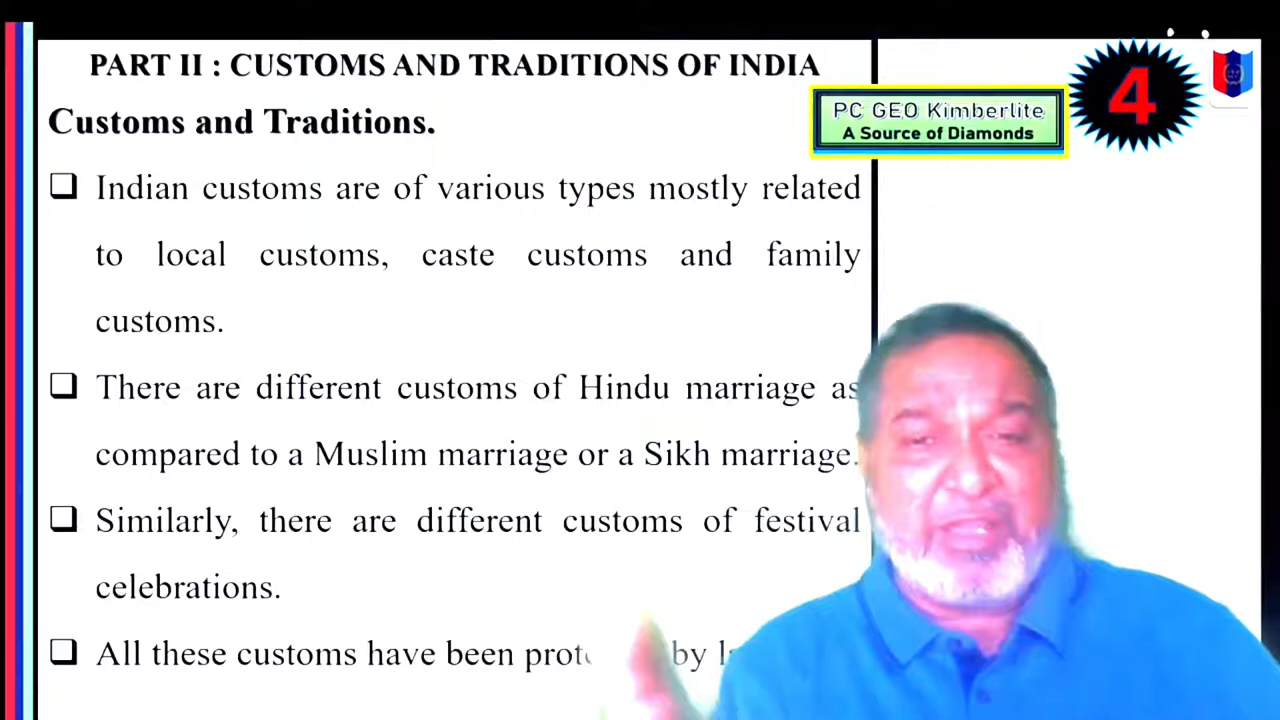 PART II : CUSTOMS AND TRADITIONS OF INDIA
PC GEO Kimberlite
A Source of Diamonds
4
Customs and Traditions.
❑ Indian customs are of various types mostly related
to local customs, caste customs and family
customs.
❑ There are different customs of Hindu marriage as
compared to a Muslim marriage or a Sikh marriage.
❑ Similarly, there are different customs of festival
celebrations.
❑ All these customs have been by